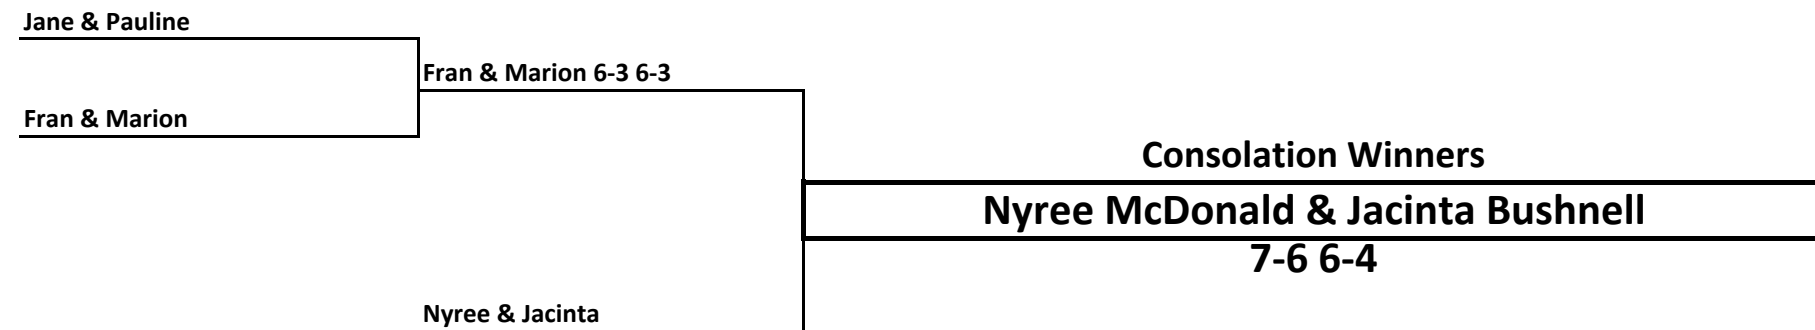 Jane & Pauline
Fran & Marion 6-3 6-3
Fran & Marion
Consolation Winners
Nyree McDonald & Jacinta Bushnell
7-6 6-4
Nyree & Jacinta